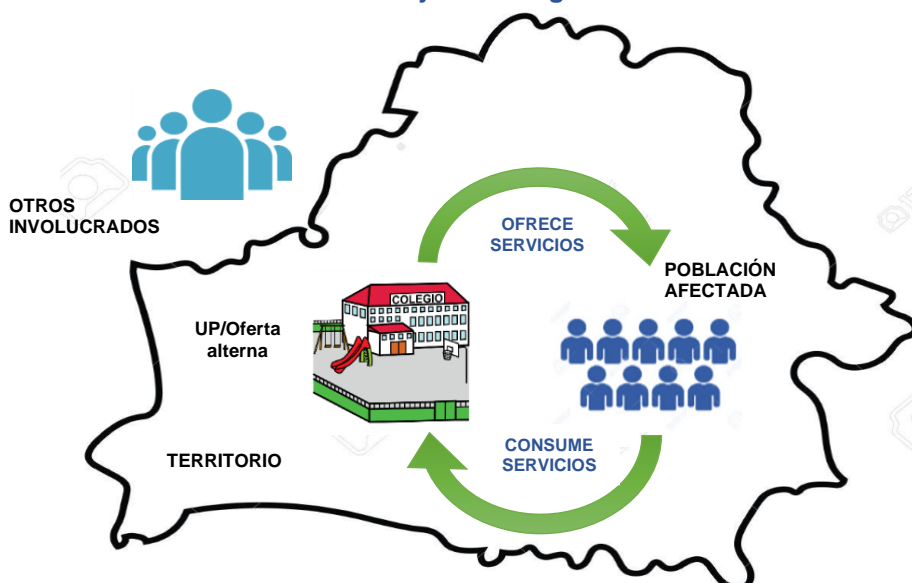 OTROS
INVOLUCRADOS
OFRECE
SERVICIOS
POBLACIÓN
AFECTADA
COLEGIO
UP/Oferta
alterna
TERRITORIO
CONSUME
SERVICIOS